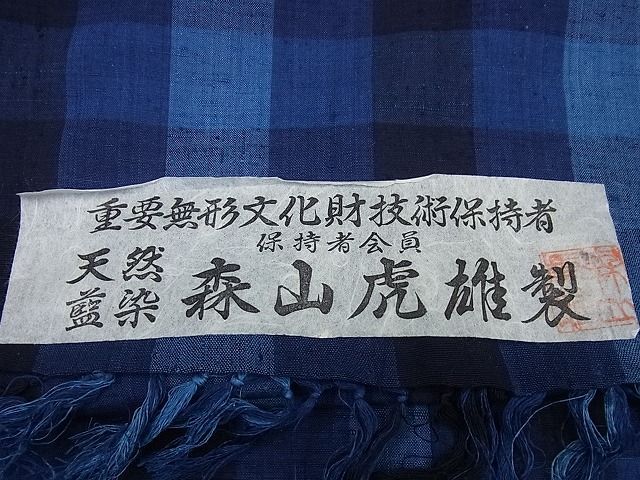 重要無形文化財技術保持者
保持者会員
天然
藍染
森山虎雄製